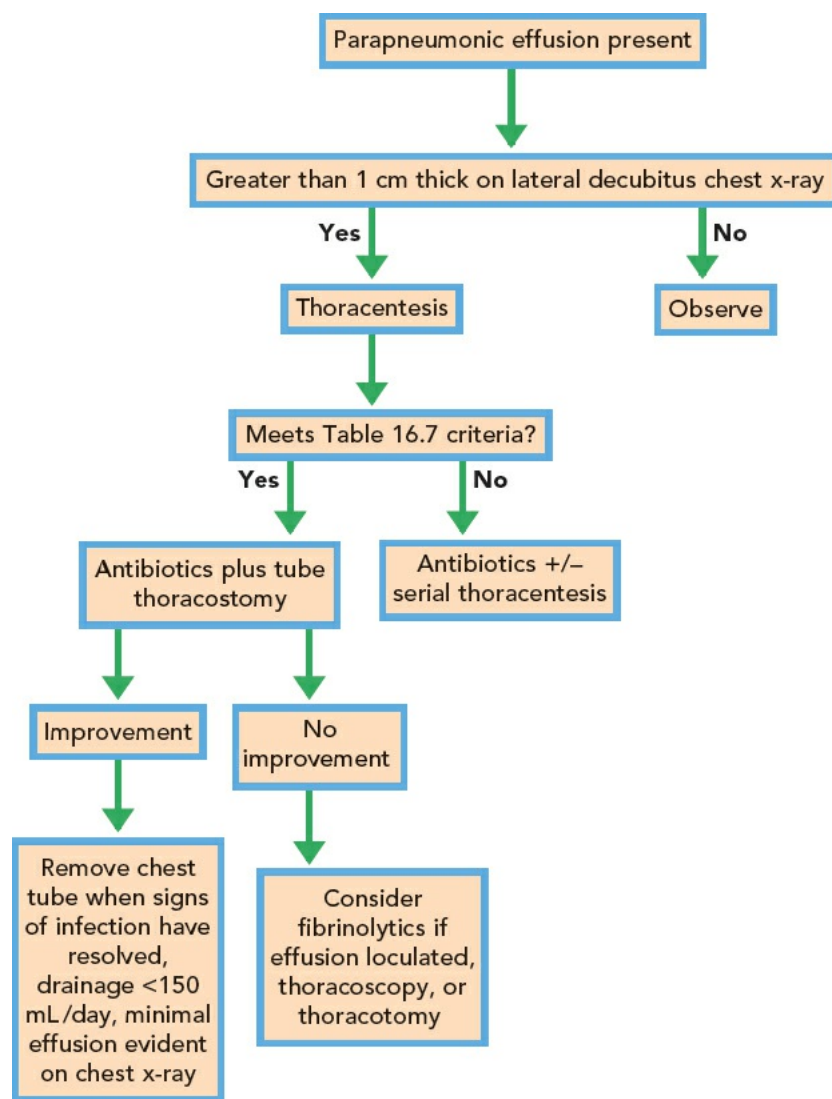 Parapneumonic effusion present
Greater than 1 cm thick on lateral decubitus chest x-ray
Yes
No
Thoracentesis
Observe
Meets Table 16.7 criteria?
Yes
No
Antibiotics plus tube
thoracostomy
Antibiotics +/–
serial thoracentesis
Improvement
No
improvement
Remove chest
tube when signs
of infection have
resolved,
drainage <150
mL/day, minimal
effusion evident
on chest x-ray
Consider
fibrinolytics if
effusion loculated,
thoracoscopy, or
thoracotomy